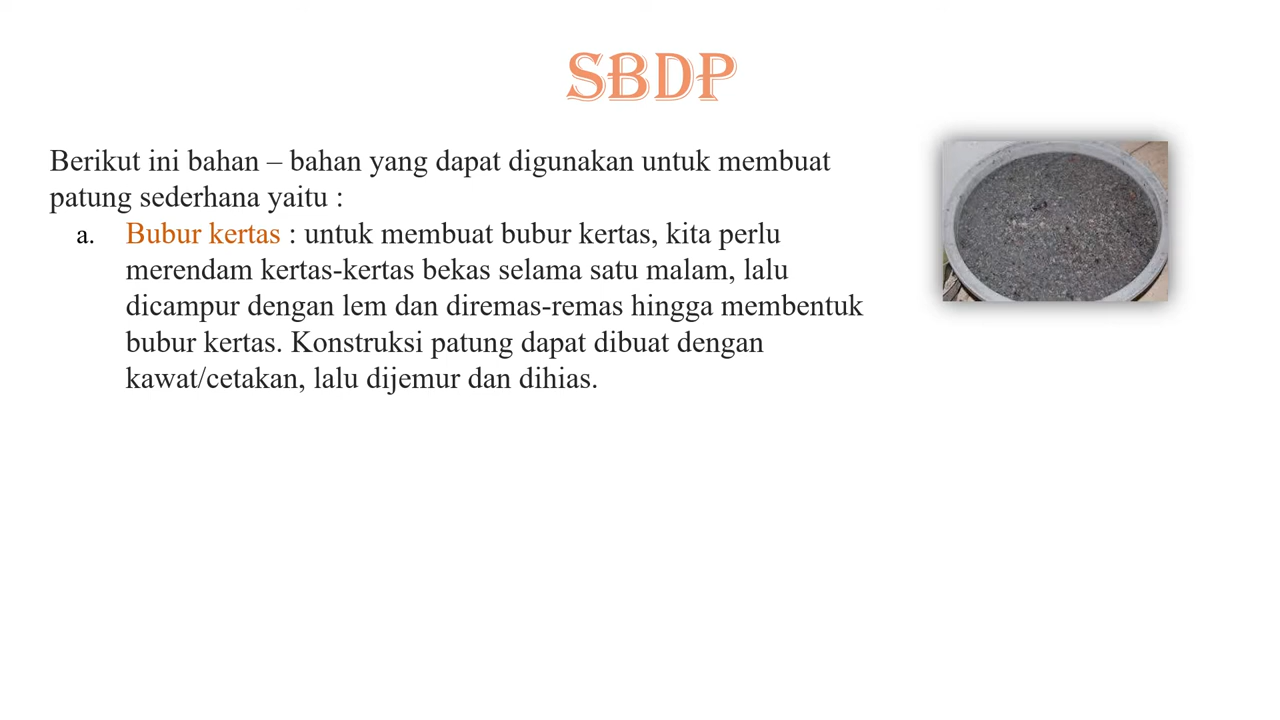 SBDP
Berikut ini bahan – bahan yang dapat digunakan untuk membuat
patung sederhana yaitu :
a. Bubur kertas : untuk membuat bubur kertas, kita perlu
merendam kertas-kertas bekas selama satu malam, lalu
dicampur dengan lem dan diremas-remas hingga membentuk
bubur kertas. Konstruksi patung dapat dibuat dengan
kawat/cetakan, lalu dijemur dan dihias.